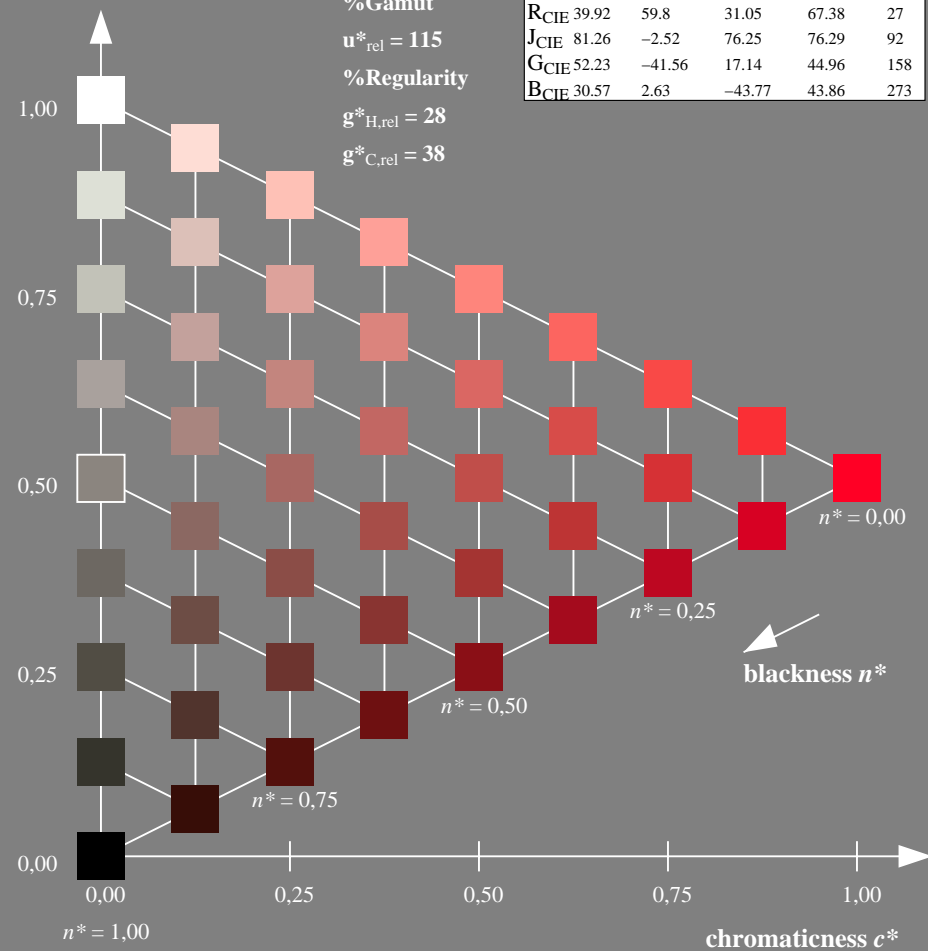 %Gamut
u*rel = 115
%Regularity
g*H,rel = 28
g*C,rel = 38
RCIE 39.92 59.8 31.05 67.38 27
JCIE 81.26 –2.52 76.25 76.29 92
GCIE 52.23 –41.56 17.14 44.96 158
BCIE 30.57 2.63 –43.77 43.86 273
1,00
0,75
0,50
n* = 0,00
n* = 0,25
0,25
blackness n*
n* = 0,50
n* = 0,75
0,00
0,00 0,25 0,50 0,75 1,00
n* = 1,00
chromaticness c*